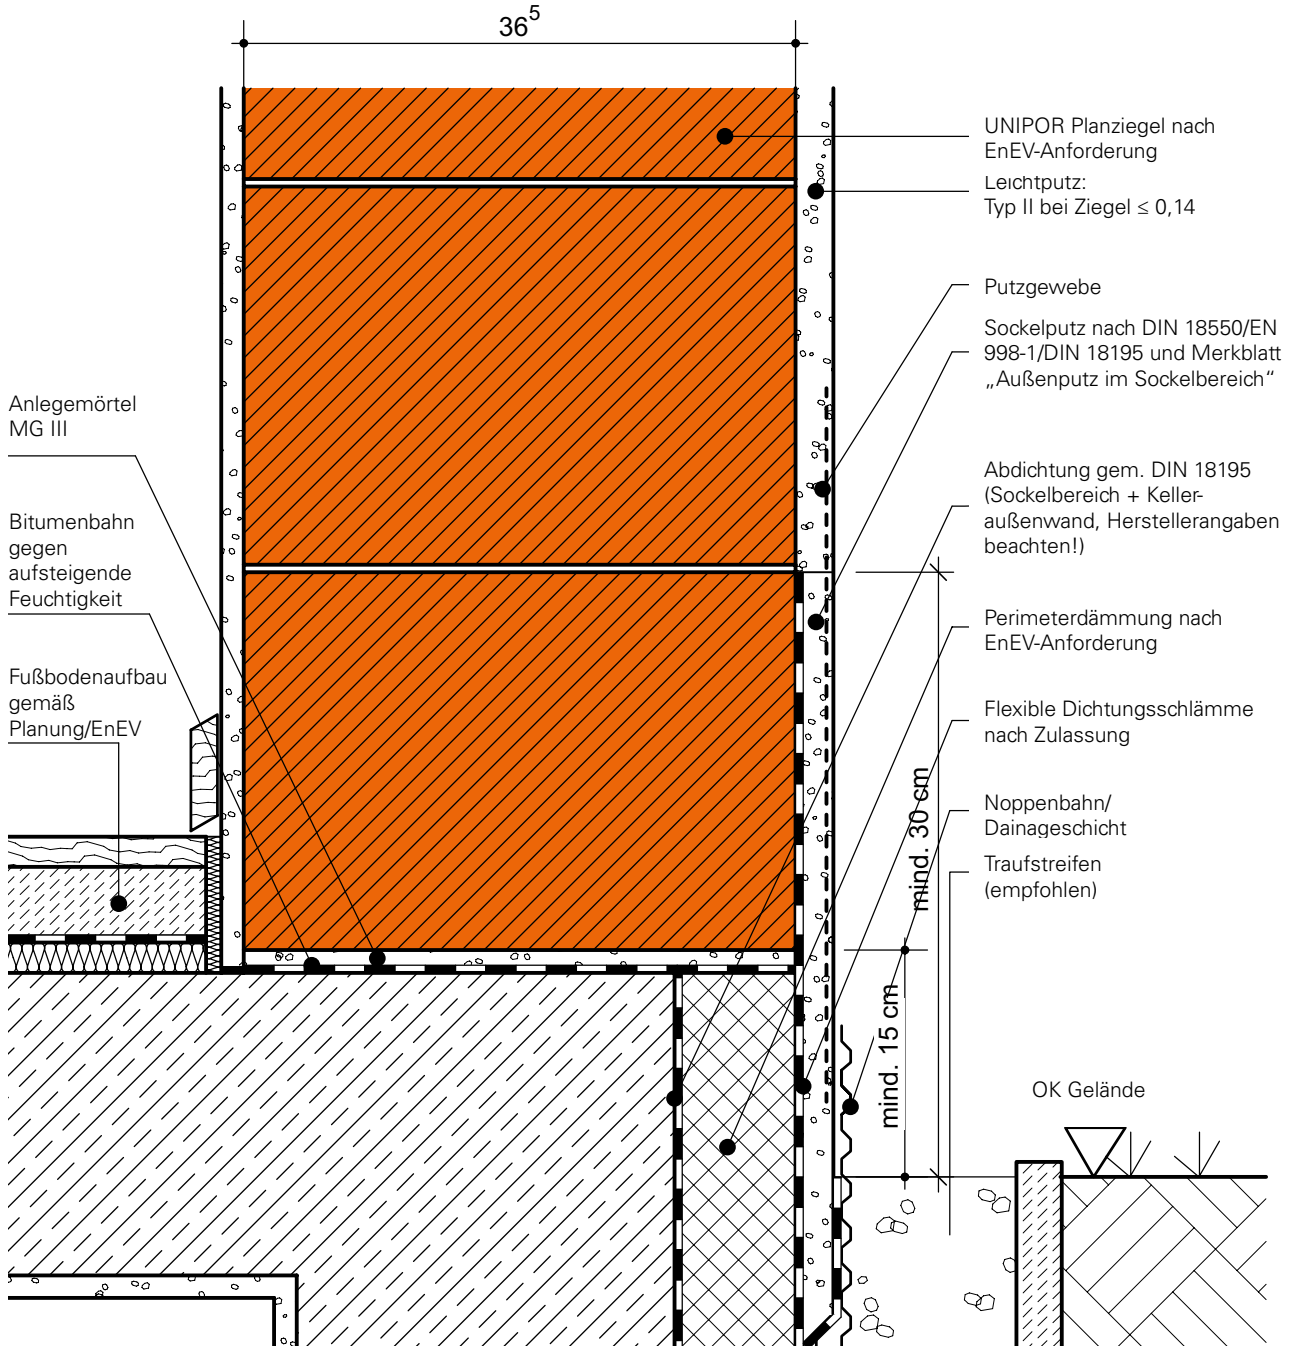 36⁵
UNIPOR Planziegel nach
EnEV-Anforderung
Leichtputz:
Typ II bei Ziegel ≤ 0,14
Putzgewebe
Sockelputz nach DIN 18550/EN
998-1/DIN 18195 und Merkblatt
„Außenputz im Sockelbereich“
Abdichtung gem. DIN 18195
(Sockelbereich + Keller-
außenwand, Herstellerangaben
beachten!)
Perimeterdämmung nach
EnEV-Anforderung
Flexible Dichtungsschlämme
nach Zulassung
Noppenbahn/
Dainageschicht
Traufstreifen
(empfohlen)
Anlegemörtel
MG III
Bitumenbahn
gegen
aufsteigende
Feuchtigkeit
Fußbodenaufbau
gemäß
Planung/EnEV
mind. 30 cm
mind. 15 cm
OK Gelände